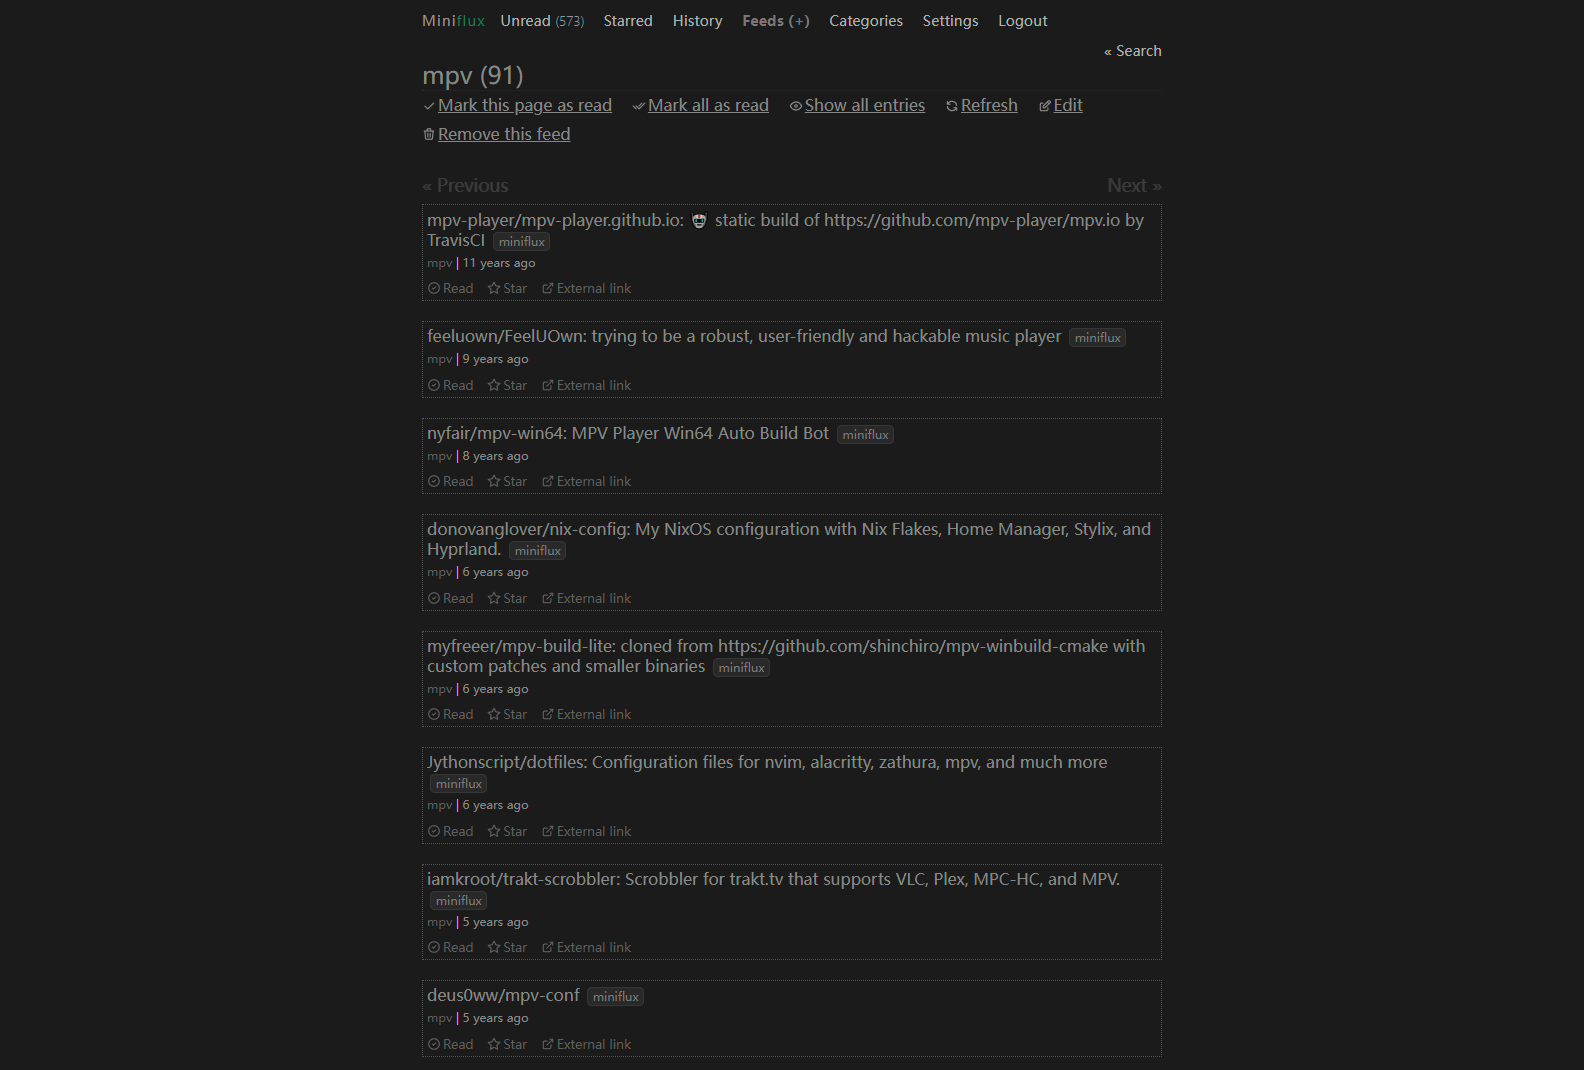 Miniflux Unread (573) Starred History Feeds (+) Categories Settings Logout
« Search
mpv (91)
Mark this page as read Mark all as read Show all entries Refresh Edit
Remove this feed
« Previous Next »
mpv-player/mpv-player.github.io: static build of https://github.com/mpv-player/mpv.io by
TravisCI miniflux
mpv | 11 years ago
Read Star External link
feeluown/FeelUOwn: trying to be a robust, user-friendly and hackable music player miniflux
mpv | 9 years ago
Read Star External link
nyfair/mpv-win64: MPV Player Win64 Auto Build Bot miniflux
mpv | 8 years ago
Read Star External link
donovanglover/nix-config: My NixOS configuration with Nix Flakes, Home Manager, Stylix, and
Hyprland. miniflux
mpv | 6 years ago
Read Star External link
myfreeer/mpv-build-lite: cloned from https://github.com/shinchiro/mpv-winbuild-cmake with
custom patches and smaller binaries miniflux
mpv | 6 years ago
Read Star External link
Jythonscript/dotfiles: Configuration files for nvim, alacritty, zathura, mpv, and much more
miniflux
mpv | 6 years ago
Read Star External link
iamkroot/trakt-scrobbler: Scrobbler for trakt.tv that supports VLC, Plex, MPC-HC, and MPV.
miniflux
mpv | 5 years ago
Read Star External link
deus0ww/mpv-conf miniflux
mpv | 5 years ago
Read Star External link